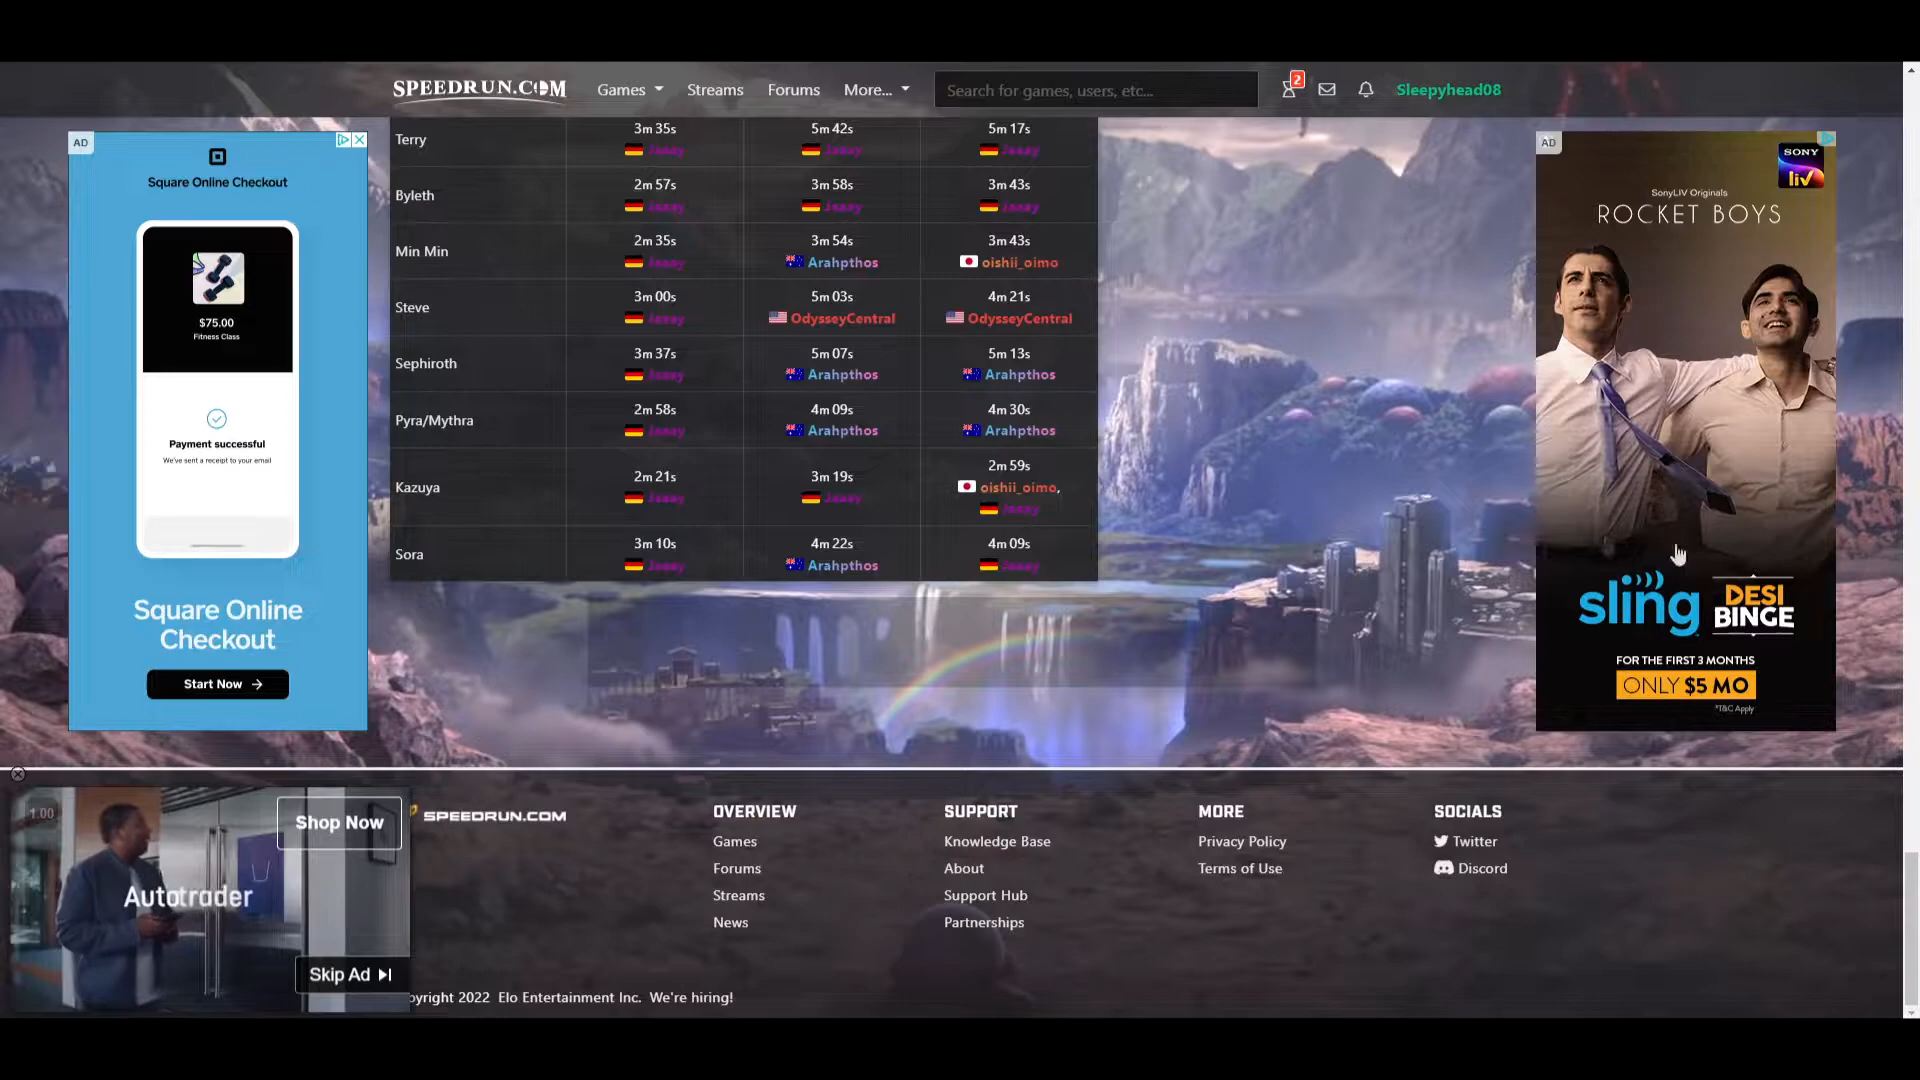 SPEEDRUN.COM Games Streams Forums More... Search for games, users, etc... 2 Sleepyhead08
AD
Square Online Checkout
$75.00
Fitness Class
Payment successful
We've sent a receipt to your email
Square Online
Checkout
Start Now →
Terry 3m 35s 5m 42s 5m 17s
Byleth 2m 57s 3m 58s 3m 43s
Min Min 2m 35s 3m 54s 3m 43s
Arahpthos oishii_oimo
Steve 3m 00s 5m 03s 4m 21s
OdysseyCentral OdysseyCentral
Sephiroth 3m 37s 5m 07s 5m 13s
Arahpthos Arahpthos
Pyra/Mythra 2m 58s 4m 09s 4m 30s
Arahpthos Arahpthos
Kazuya 2m 21s 3m 19s 2m 59s
oishii_oimo,
Sora 3m 10s 4m 22s 4m 09s
Arahpthos
AD
SONY
liv
SonyLIV Originals
ROCKET BOYS
sling DESI
BINGE
FOR THE FIRST 3 MONTHS
ONLY $5 MO
*T&C Apply
1.00
Shop Now
Autotrader
Skip Ad
SPEEDRUN.COM
OVERVIEW
Games
Forums
Streams
News
SUPPORT
Knowledge Base
About
Support Hub
Partnerships
MORE
Privacy Policy
Terms of Use
SOCIALS
Twitter
Discord
pyright 2022 Elo Entertainment Inc. We're hiring!